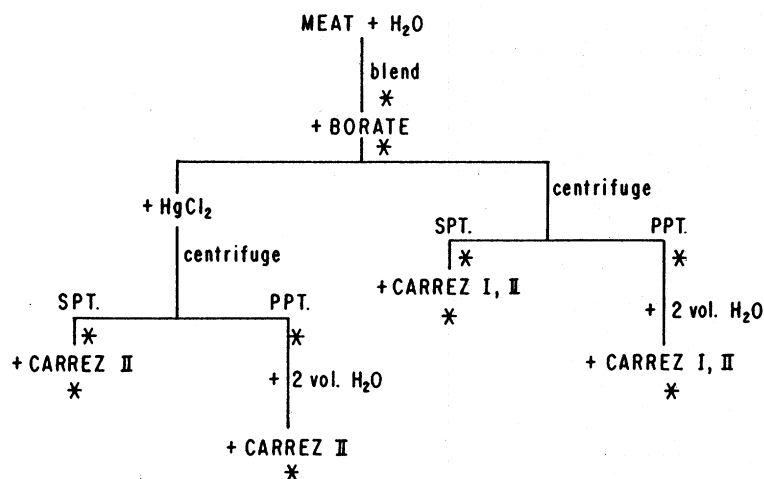 MEAT + H₂O
blend
*
+ BORATE
*
+ HgCl₂
centrifuge
SPT.
*
+ CARREZ II
*
PPT.
*
+ 2 vol. H₂O
+ CARREZ II
*
centrifuge
SPT.
*
+ CARREZ I, II
*
PPT.
*
+ 2 vol. H₂O
+ CARREZ I, II
*